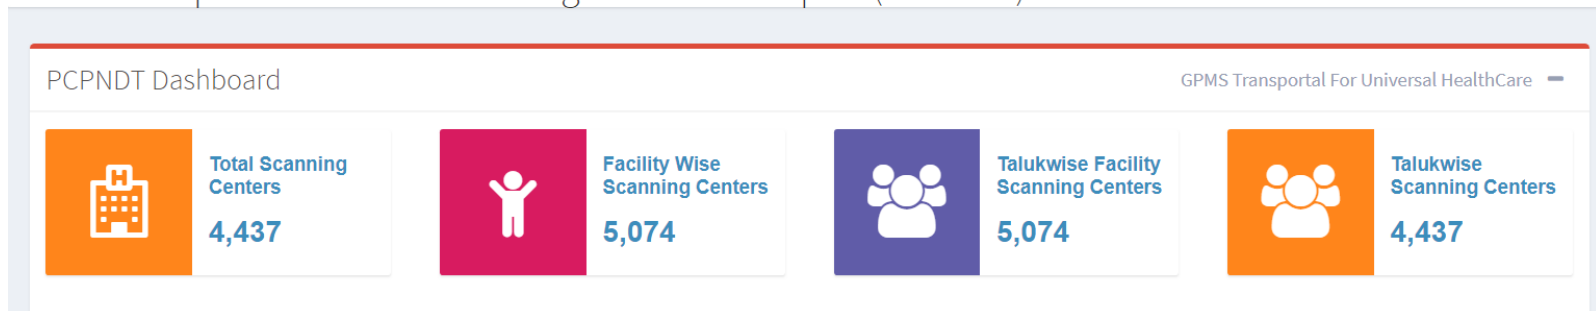 PCPNDT Dashboard
GPMS Transportal For Universal HealthCare
Total Scanning
Centers
4,437
Facility Wise
Scanning Centers
5,074
Talukwise Facility
Scanning Centers
5,074
Talukwise
Scanning Centers
4,437